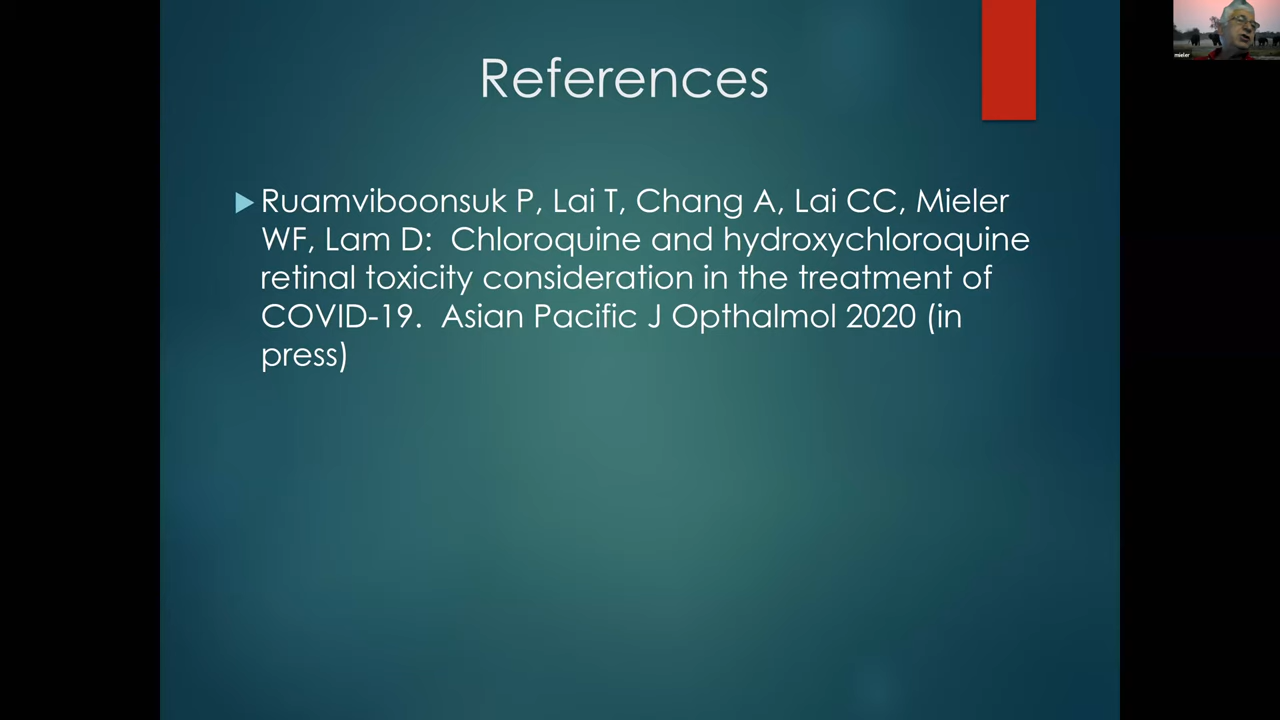 References
Ruamviboonsuk P, Lai T, Chang A, Lai CC, Mieler
WF, Lam D:  Chloroquine and hydroxychloroquine
retinal toxicity consideration in the treatment of
COVID-19.  Asian Pacific J Opthalmol 2020 (in
press)
mieler